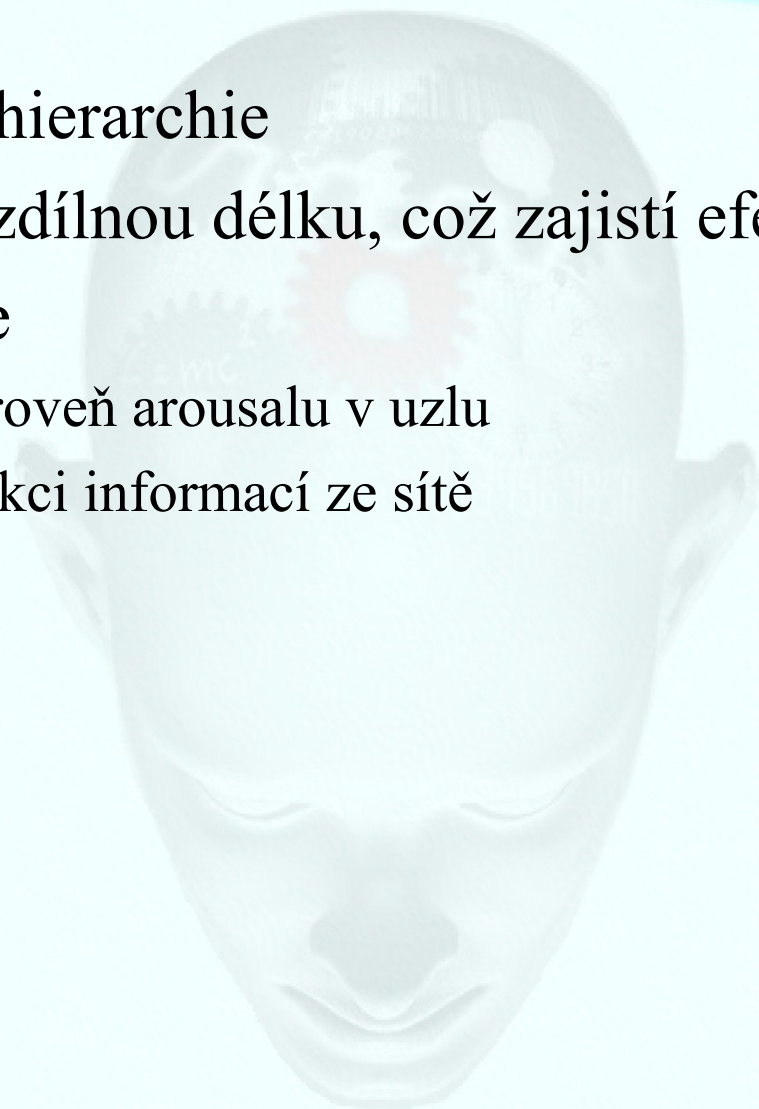 hierarchie
zdílnou délku, což zajistí efe
e
roveň arousalu v uzlu
kci informací ze sítě